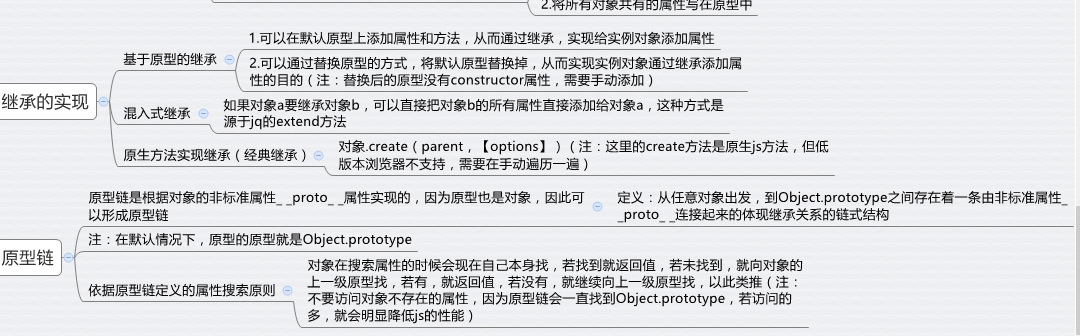 2.将所有对象共有的属性写在原型中
继承的实现
基于原型的继承
1.可以在默认原型上添加属性和方法，从而通过继承，实现给实例对象添加属性
2.可以通过替换原型的方式，将默认原型替换掉，从而实现实例对象通过继承添加属
性的目的（注：替换后的原型没有constructor属性，需要手动添加）
混入式继承
如果对象a要继承对象b，可以直接把对象b的所有属性直接添加给对象a，这种方式是
源于jq的extend方法
原生方法实现继承（经典继承）
对象.create（parent，【options】）（注：这里的create方法是原生js方法，但低
版本浏览器不支持，需要在手动遍历一遍）
原型链
原型链是根据对象的非标准属性_ _proto_ _属性实现的，因为原型也是对象，因此可
以形成原型链
定义：从任意对象出发，到Object.prototype之间存在着一条由非标准属性_
_proto_ _连接起来的体现继承关系的链式结构
注：在默认情况下，原型的原型就是Object.prototype
依据原型链定义的属性搜索原则
对象在搜索属性的时候会现在自己本身找，若找到就返回值，若未找到，就向对象的
上一级原型找，若有，就返回值，若没有，就继续向上一级原型找，以此类推（注：
不要访问对象不存在的属性，因为原型链会一直找到Object.prototype，若访问的
多，就会明显降低js的性能）